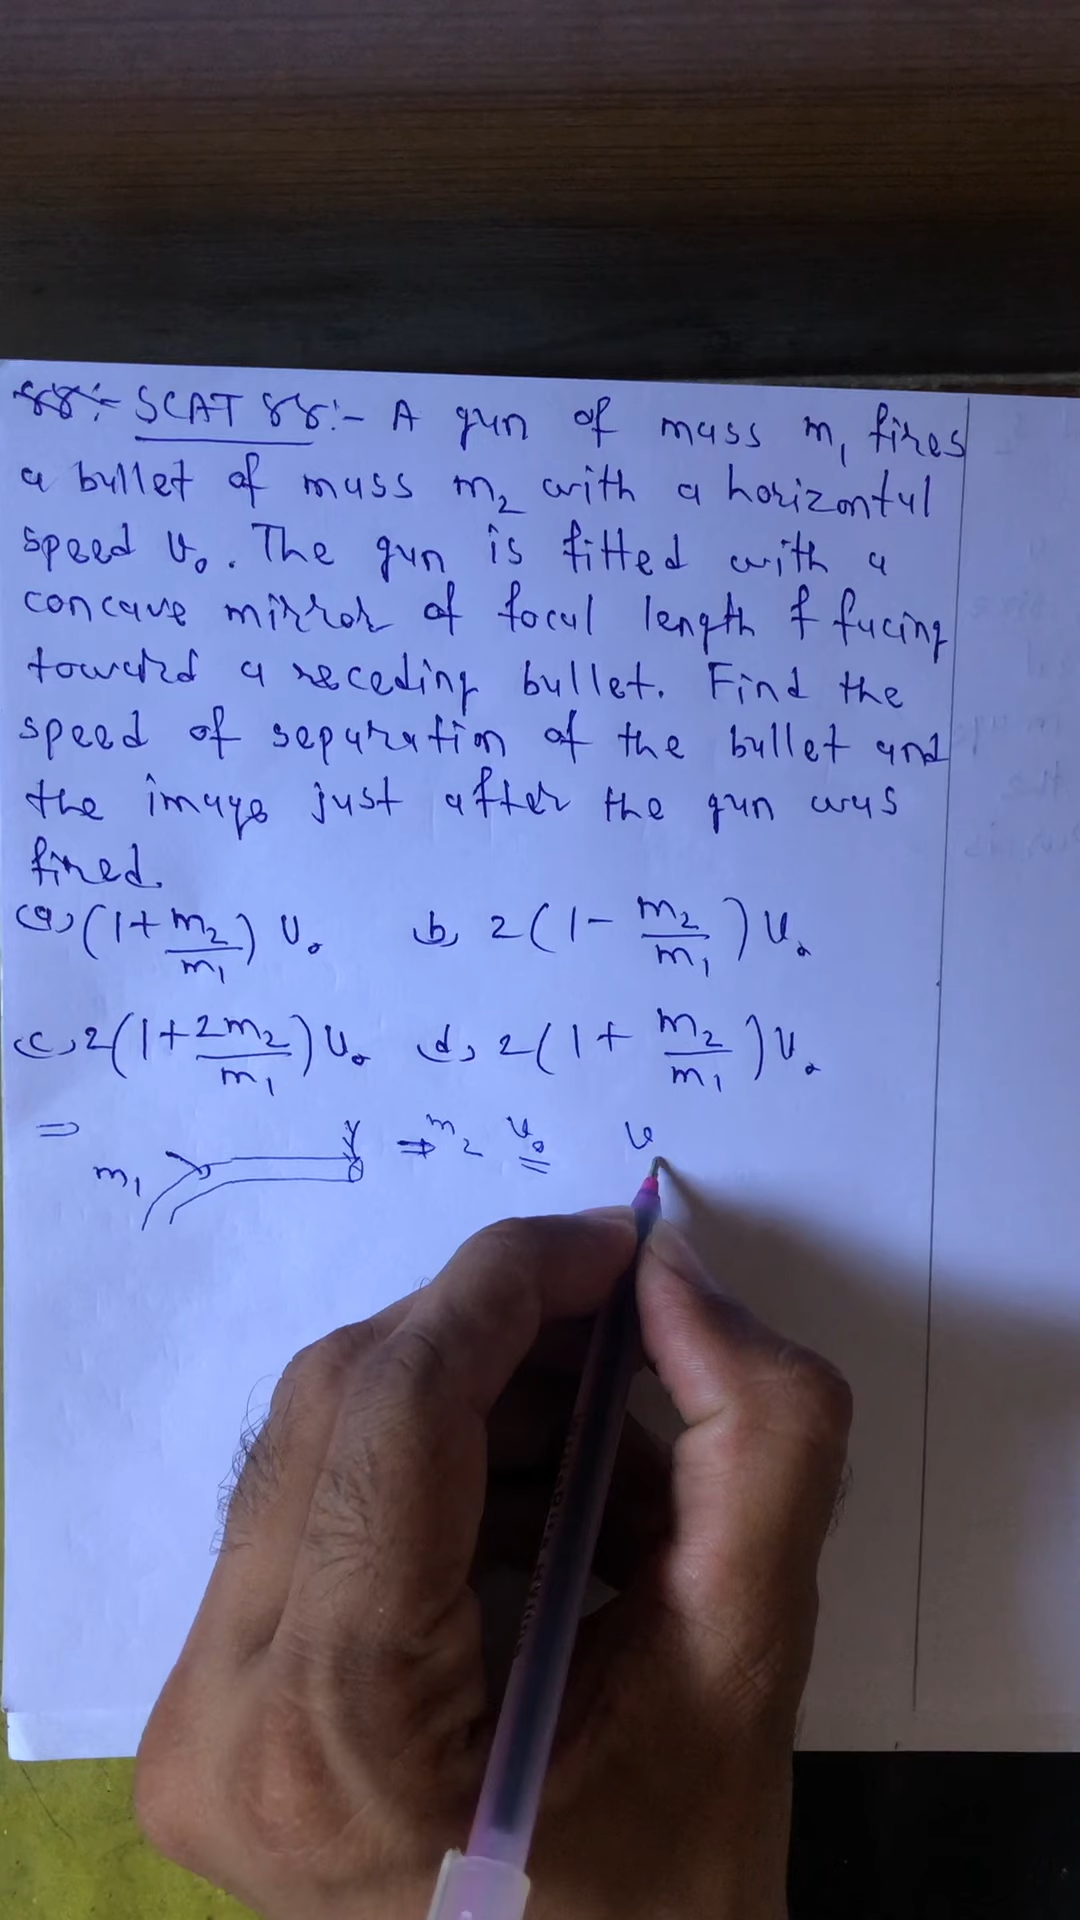 SCAT 88:- A gun of mass m₁ fires
a bullet of mass m₂ with a horizontal
speed v₀. The gun is fitted with a
concave mirror of focal length f facing
toward a receding bullet. Find the
speed of separation of the bullet and
the image just after the gun was
fired.
(a) (1+m₂/m₁) v₀ (b) 2(1-m₂/m₁) v₀
(c) 2(1+2m₂/m₁) v₀ (d) 2(1+m₂/m₁) v₀
⇒ m₁ ⇒ m₂ v₀ v